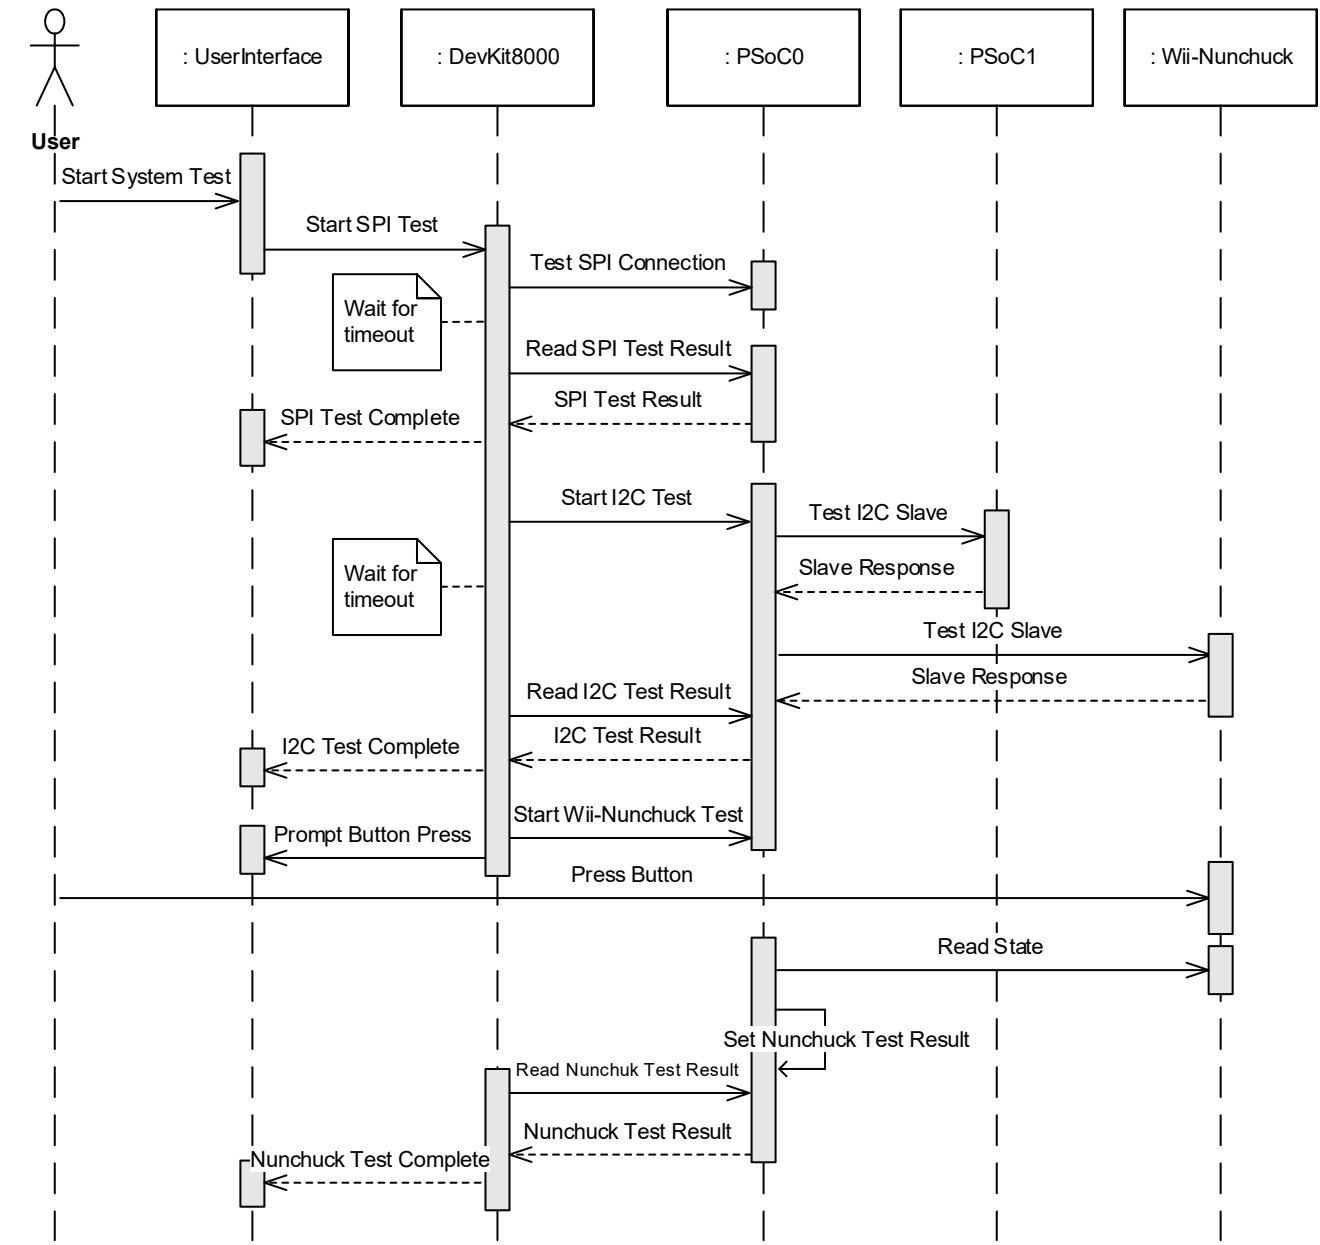 : UserInterface
: DevKit8000
: PSoC0
: PSoC1
: Wii-Nunchuck
User
Start System Test
Start SPI Test
Test SPI Connection
Wait for
timeout
Read SPI Test Result
SPI Test Result
SPI Test Complete
Start I2C Test
Test I2C Slave
Slave Response
Wait for
timeout
Test I2C Slave
Slave Response
Read I2C Test Result
I2C Test Result
I2C Test Complete
Start Wii-Nunchuck Test
Prompt Button Press
Press Button
Read State
Set Nunchuck Test Result
Read Nunchuk Test Result
Nunchuck Test Result
Nunchuck Test Complete